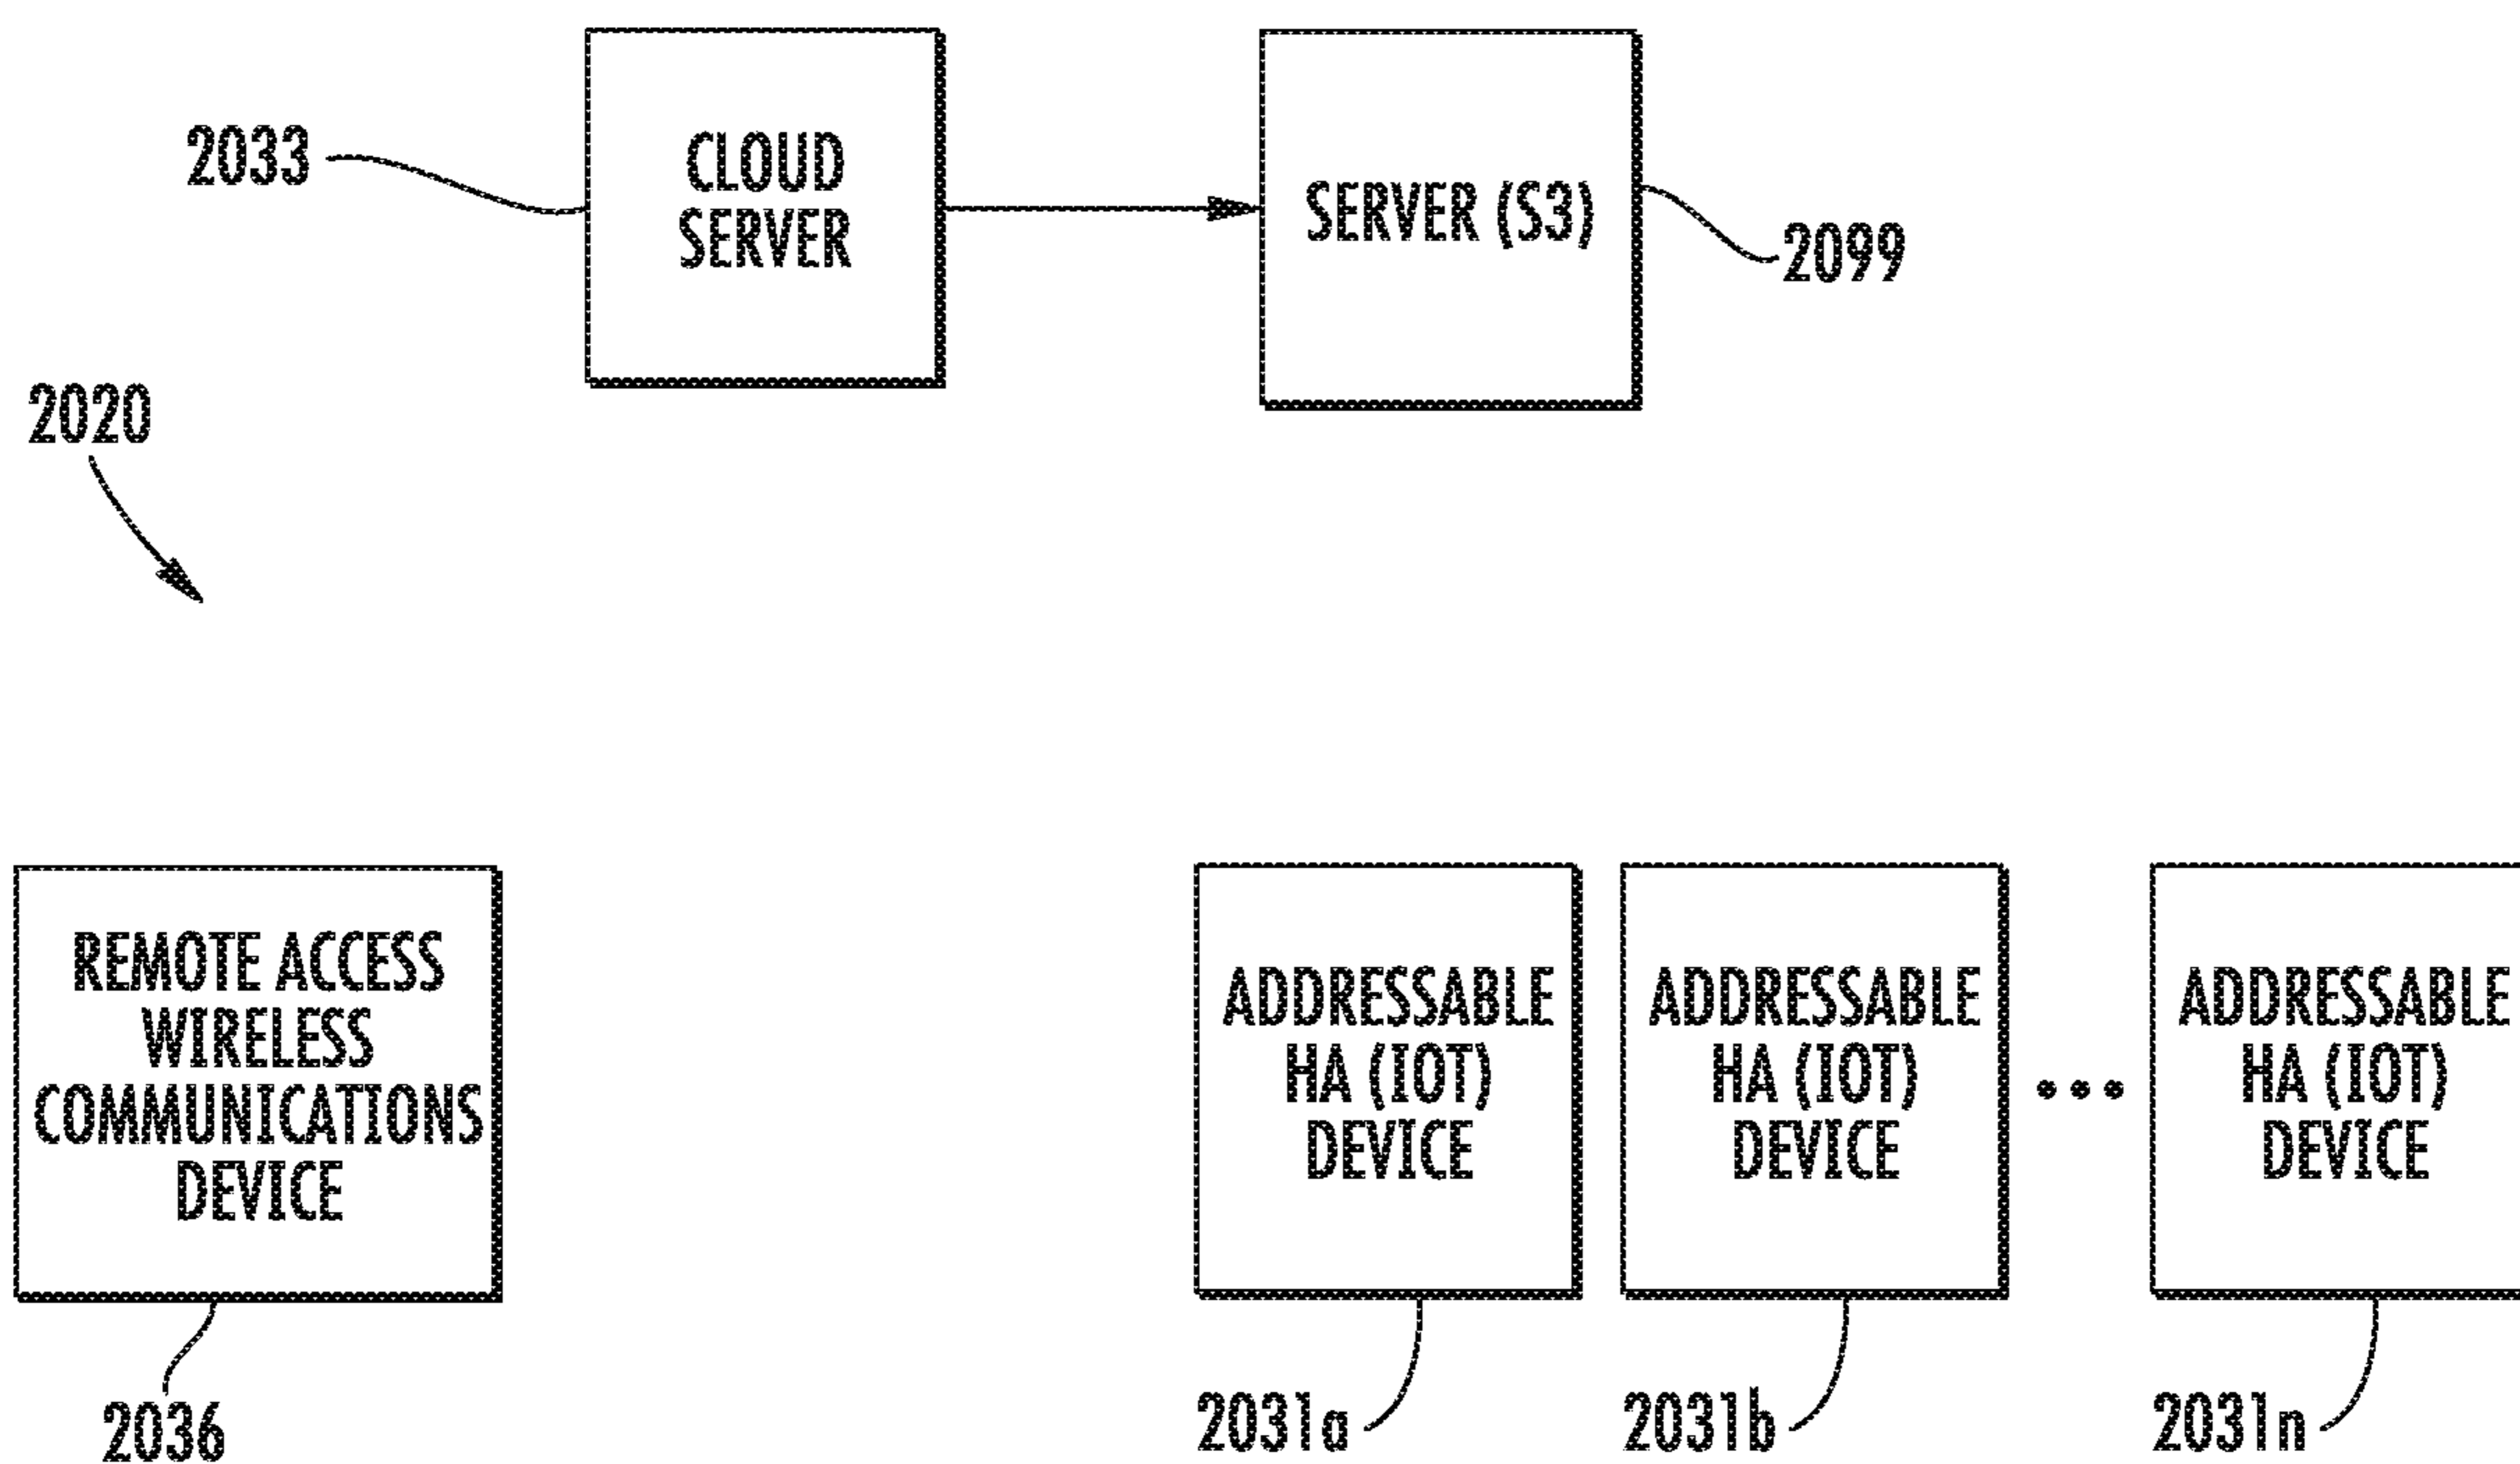 2033
CLOUD
SERVER
SERVER (S3)
2099
2020
REMOTE ACCESS
WIRELESS
COMMUNICATIONS
DEVICE
2036
ADDRESSABLE
HA (IOT)
DEVICE
2031a
ADDRESSABLE
HA (IOT)
DEVICE
2031b
•••
ADDRESSABLE
HA (IOT)
DEVICE
2031n